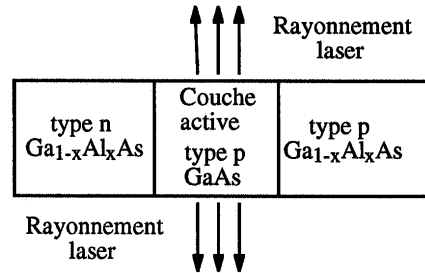 Rayonnement
laser
Couche
active
type n
Ga1-xAlxAs
type p
GaAs
type p
Ga1-xAlxAs
Rayonnement
laser